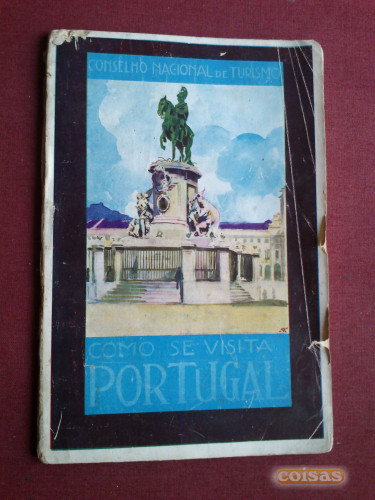 CONSELHO NACIONAL DE TURISMO
COMO SE VISITA
PORTUGAL
coisas